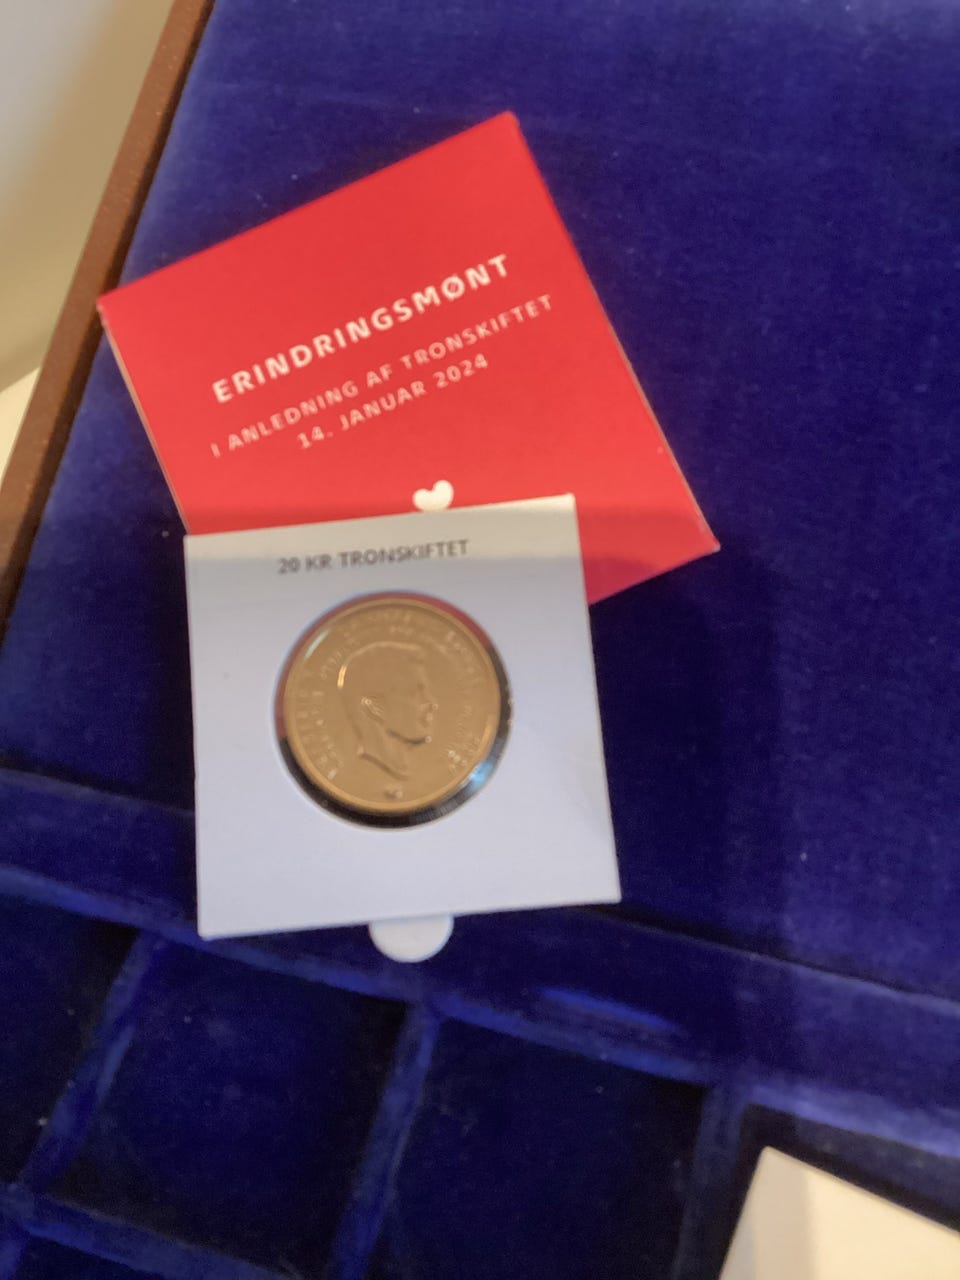 ERINDRINGSMØNT
I ANLEDNING AF TRONSKIFTET
14. JANUAR 2024
20 KR TRONSKIFTET